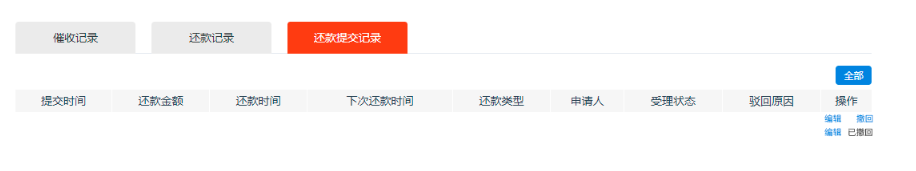 催收记录 还款记录 还款提交记录
全部
提交时间 还款金额 还款时间 下次还款时间 还款类型 申请人 受理状态 驳回原因 操作
编辑 撤回
编辑 已撤回